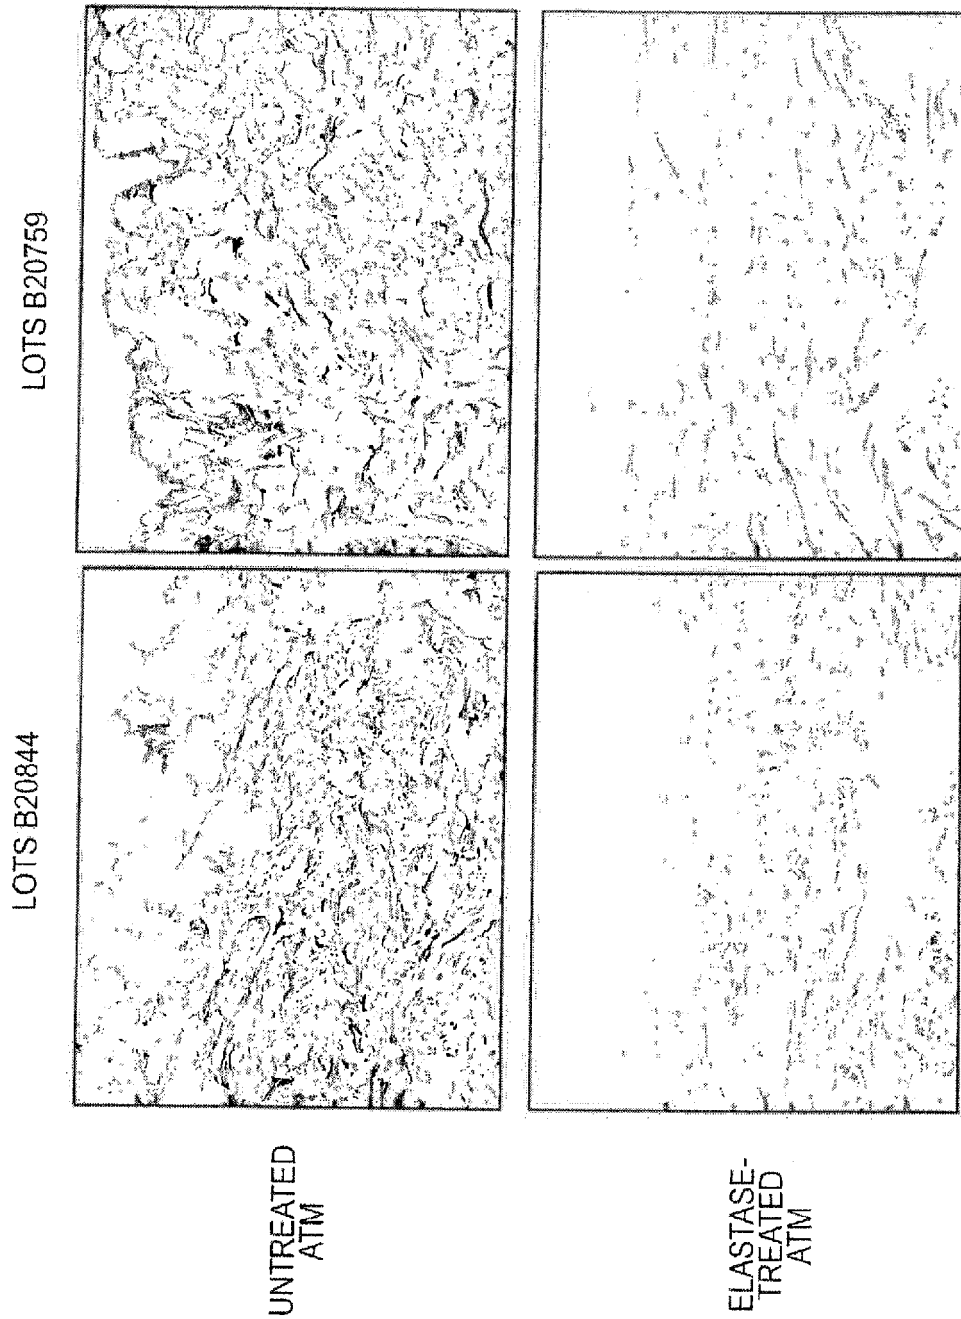 LOTS B20844
LOTS B20759
UNTREATED
ATM
ELASTASE-
TREATED
ATM